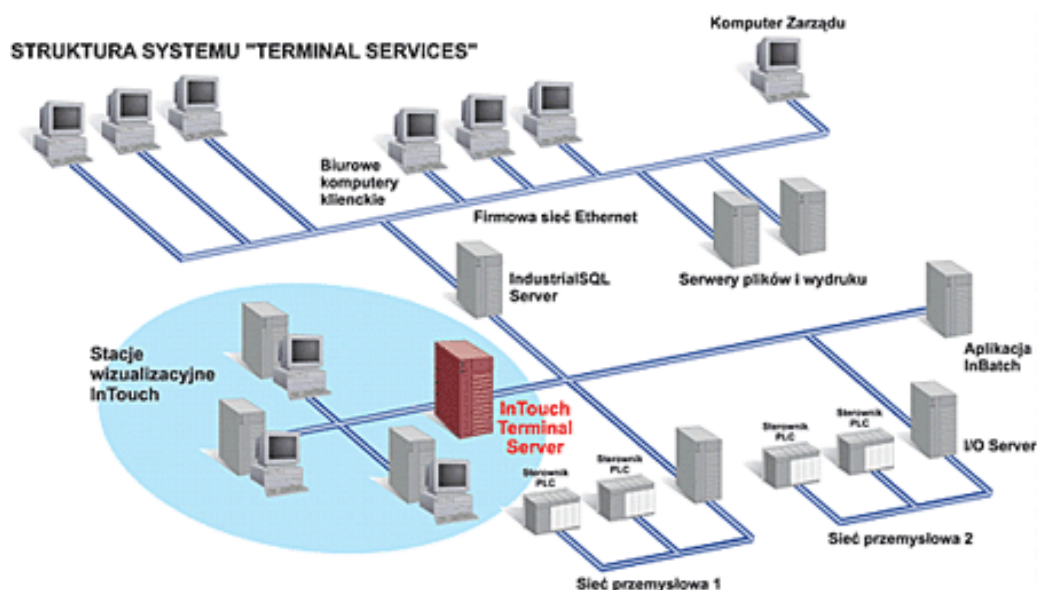 Komputer Zarządu
STRUKTURA SYSTEMU "TERMINAL SERVICES"
Biurowe
komputery
klienckie
Firmowa sieć Ethernet
IndustrialSQL
Server
Serwery plików i wydruku
Stacje
wizualizacyjne
InTouch
Aplikacja
InBatch
InTouch
Terminal
Server
Sterownik
PLC
Sterownik
PLC
I/O Server
Sterownik
PLC
Sterownik
PLC
Sieć przemysłowa 2
Sieć przemysłowa 1